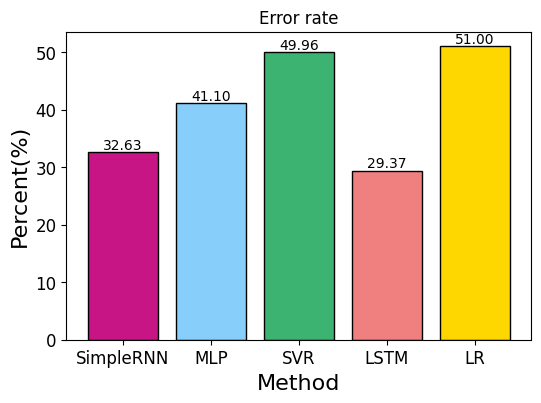 Error rate
Percent(%)
50
40
30
20
10
0
32.63
41.10
49.96
29.37
51.00
SimpleRNN MLP SVR LSTM LR
Method